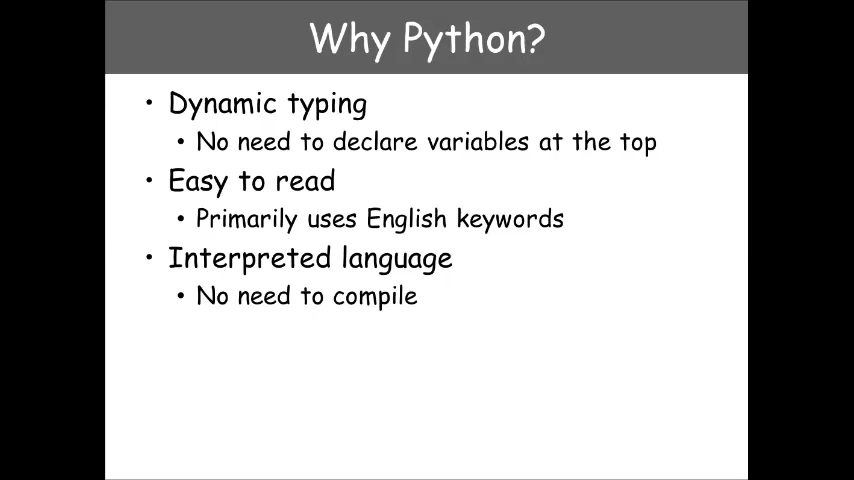 Why Python?
• Dynamic typing
• No need to declare variables at the top
• Easy to read
• Primarily uses English keywords
• Interpreted language
• No need to compile